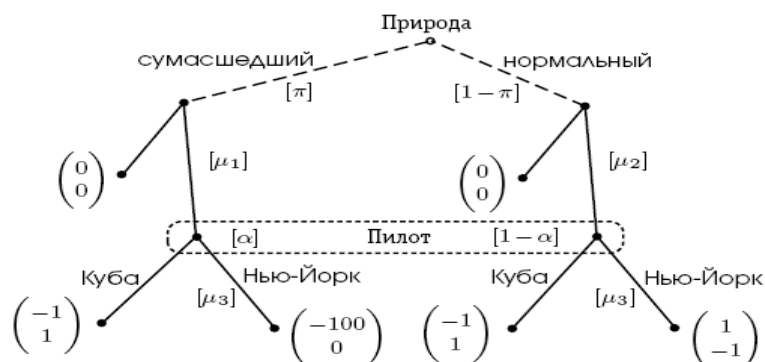 Природа
сумасшедший нормальный
[π] [1−π]
[μ₁] [μ₂]
(0 0) (0 0)
[α] Пилот [1−α]
Куба Нью-Йорк Куба Нью-Йорк
[μ₃] [μ₃]
(−1 1) (−100 0) (−1 1) (1 −1)